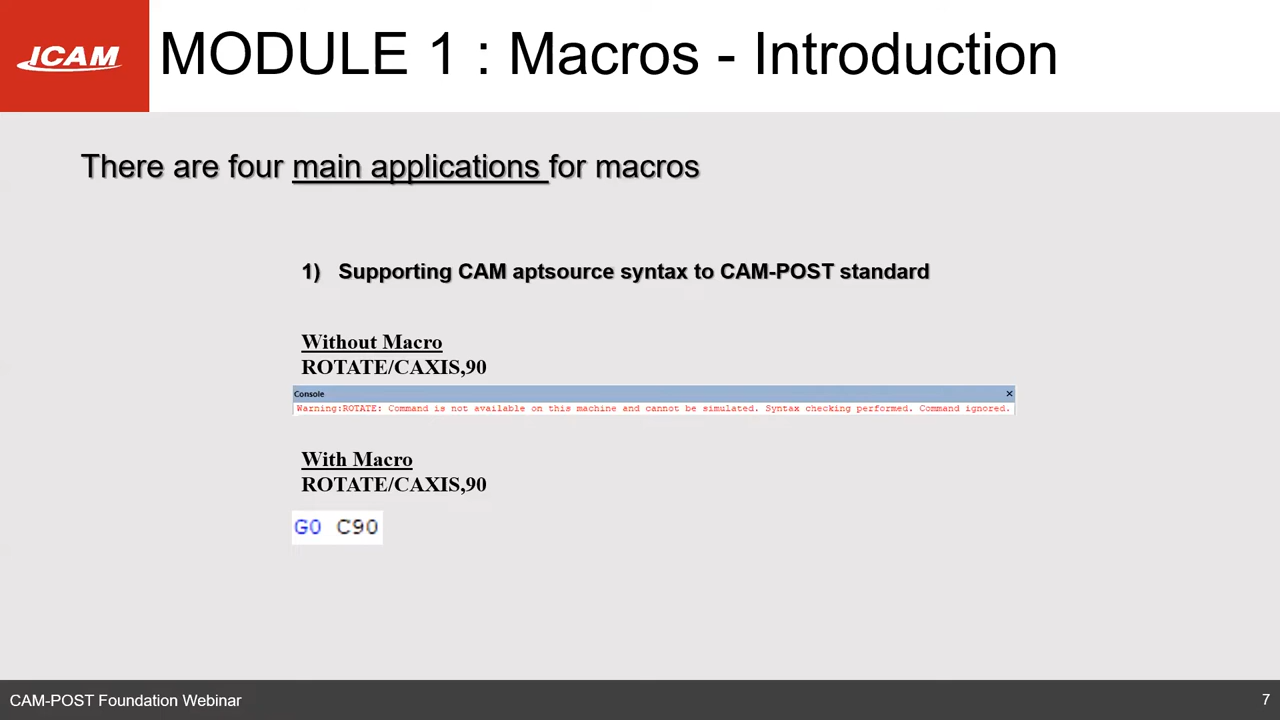 ICAM
MODULE 1 : Macros - Introduction
There are four main applications for macros
1) Supporting CAM aptsource syntax to CAM-POST standard
Without Macro
ROTATE/CAXIS,90
Console
Warning:ROTATE: Command is not available on this machine and cannot be simulated. Syntax checking performed. Command ignored.
With Macro
ROTATE/CAXIS,90
G0 C90
CAM-POST Foundation Webinar
7